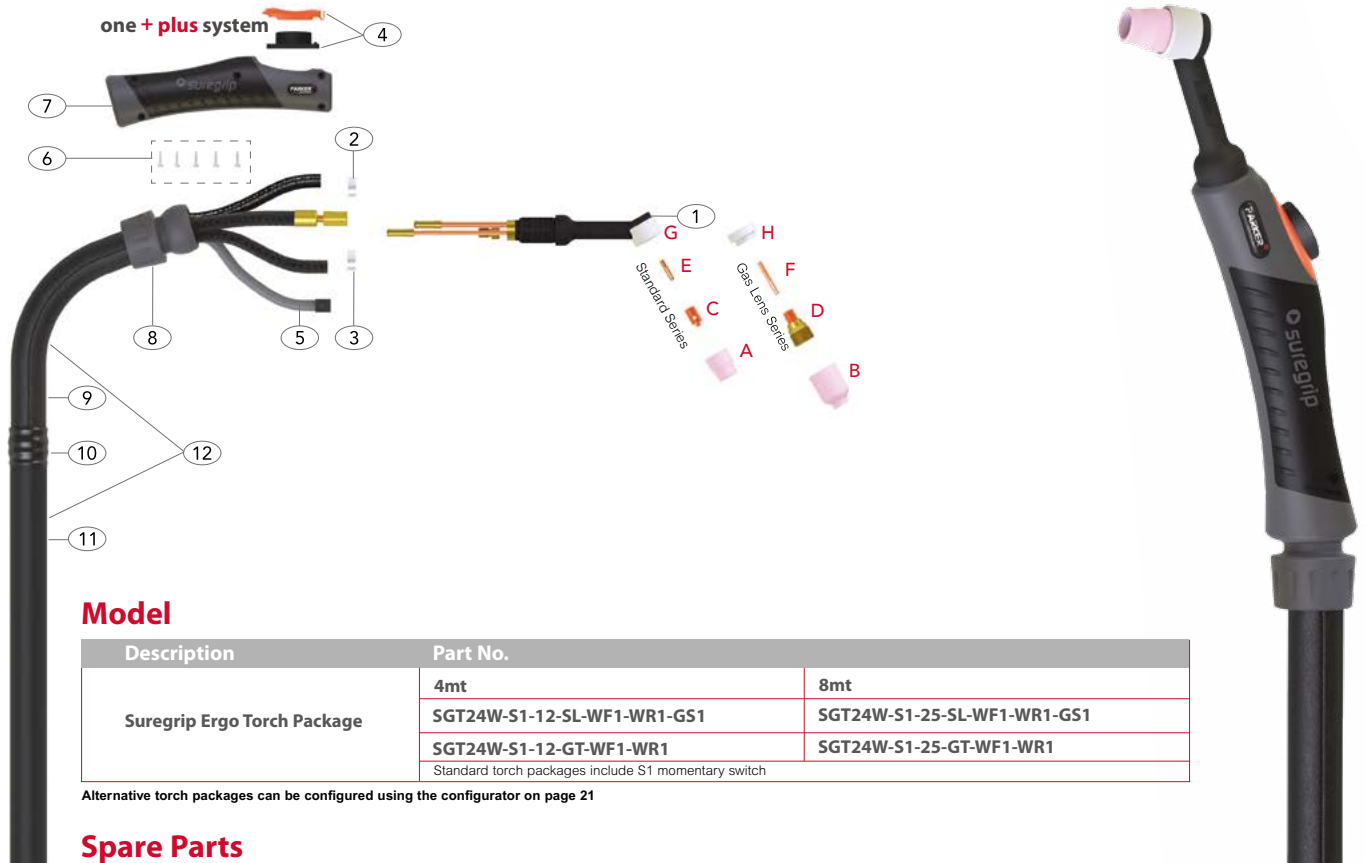 one + plus system
4
suregrip
PARKER
7
2
6
1
G
H
E
F
Standard Series
Gas Lens Series
C
D
A
B
8
5
3
9
10
12
11
PARKER
suregrip
Model
Description Part No.
4mt 8mt
Suregrip Ergo Torch Package
SGT24W-S1-12-SL-WF1-WR1-GS1 SGT24W-S1-25-SL-WF1-WR1-GS1
SGT24W-S1-12-GT-WF1-WR1 SGT24W-S1-25-GT-WF1-WR1
Standard torch packages include S1 momentary switch
Alternative torch packages can be configured using the configurator on page 21
Spare Parts